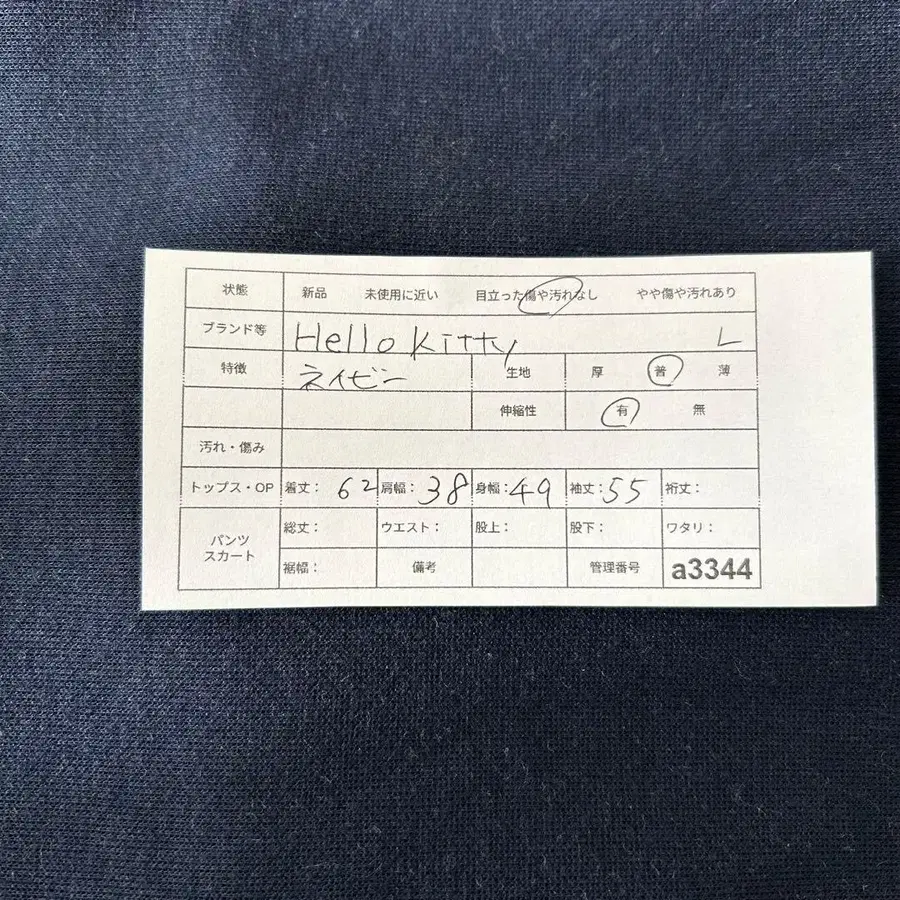 状態 新品 未使用に近い 目立った傷や汚れなし やや傷や汚れあり
ブランド等 Hello Kitty L
特徴 ネイビー 生地 厚 普 薄
伸縮性 有 無
汚れ・傷み
トップス・OP 着丈: 62 肩幅: 38 身幅: 49 袖丈: 55 裄丈:
パンツ スカート 総丈: ウエスト: 股上: 股下: ワタリ:
裾幅: 備考 管理番号 a3344